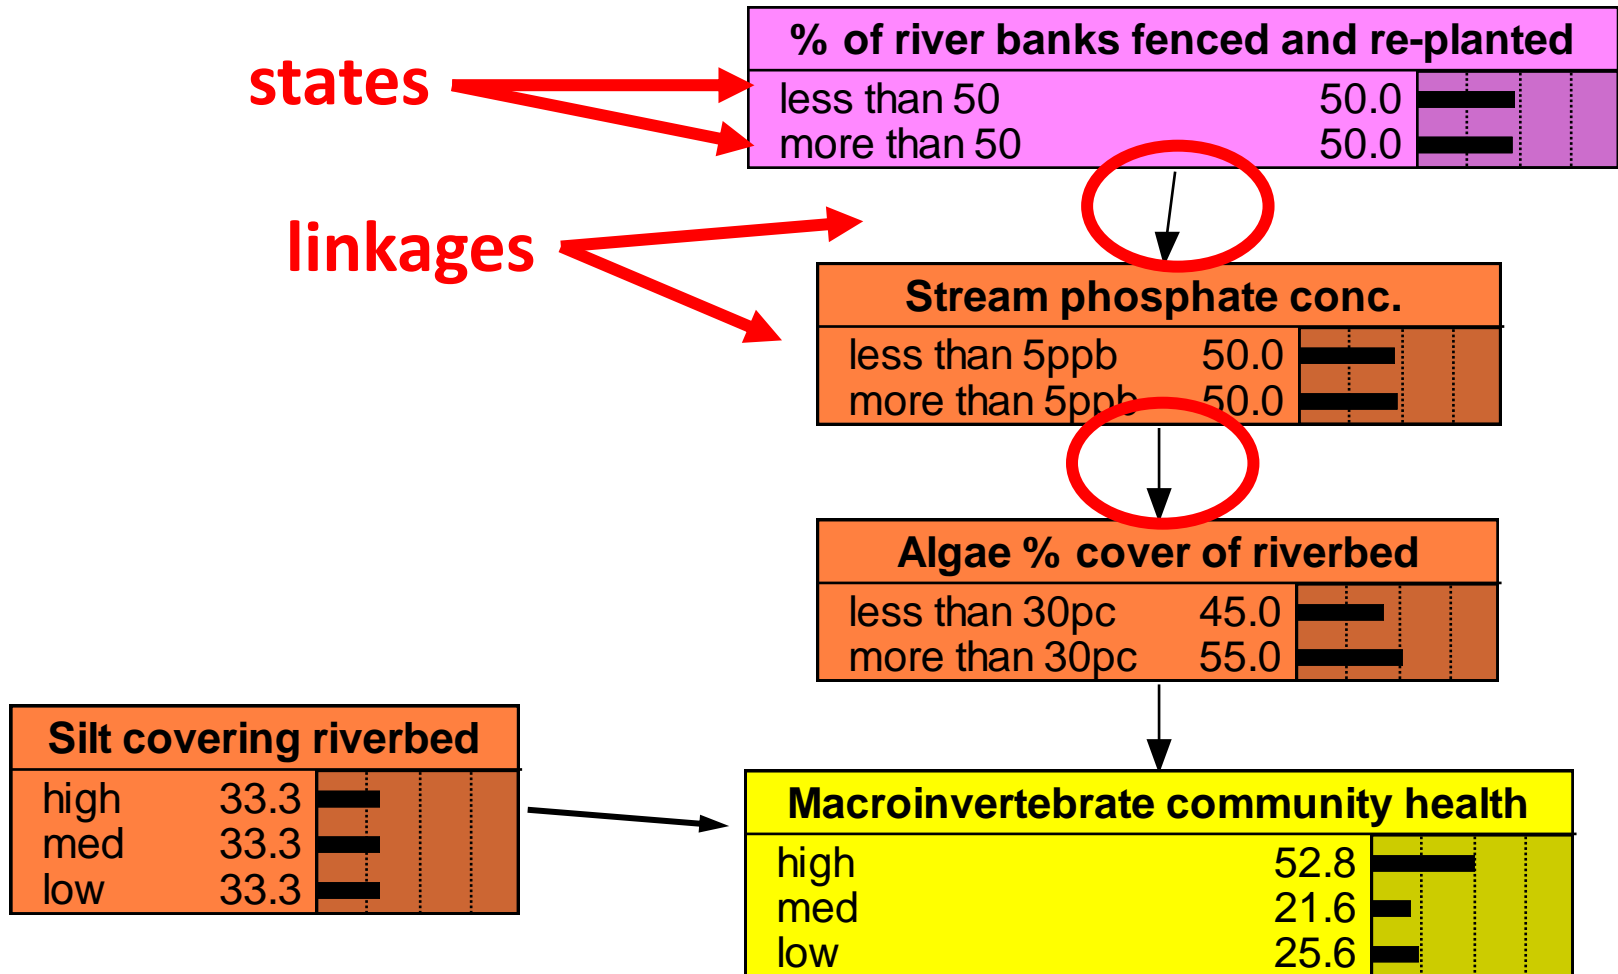 % of river banks fenced and re-planted
states
less than 50 50.0
more than 50 50.0
linkages
Stream phosphate conc.
less than 5ppb 50.0
more than 5ppb 50.0
Algae % cover of riverbed
less than 30pc 45.0
more than 30pc 55.0
Silt covering riverbed
high 33.3
med 33.3
low 33.3
Macroinvertebrate community health
high 52.8
med 21.6
low 25.6